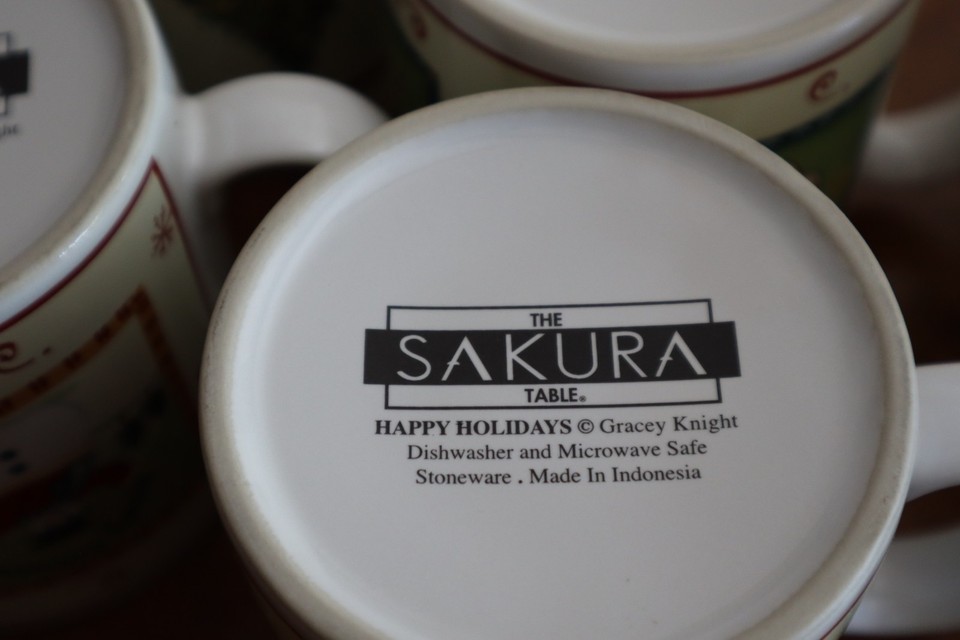 THE
SAKURA
TABLE®
HAPPY HOLIDAYS © Gracey Knight
Dishwasher and Microwave Safe
Stoneware . Made In Indonesia